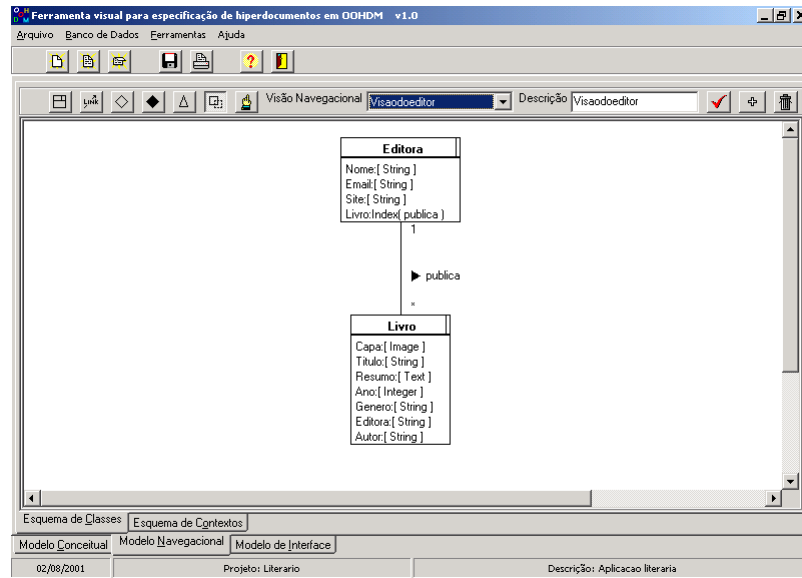 Ferramenta visual para especificação de hiperdocumentos em OOHDM v1.0
Arquivo Banco de Dados Ferramentas Ajuda
LINK Visão Navegacional Visaodoeditor Descrição Visaodoeditor
Editora
Nome:[ String ]
Email:[ String ]
Site:[ String ]
Livro:Index( publica )
1
publica
*
Livro
Capa:[ Image ]
Titulo:[ String ]
Resumo:[ Text ]
Ano:[ Integer ]
Genero:[ String ]
Editora:[ String ]
Autor:[ String ]
Esquema de Classes Esquema de Contextos
Modelo Conceitual Modelo Navegacional Modelo de Interface
02/08/2001 Projeto: Literario Descrição: Aplicacao literaria